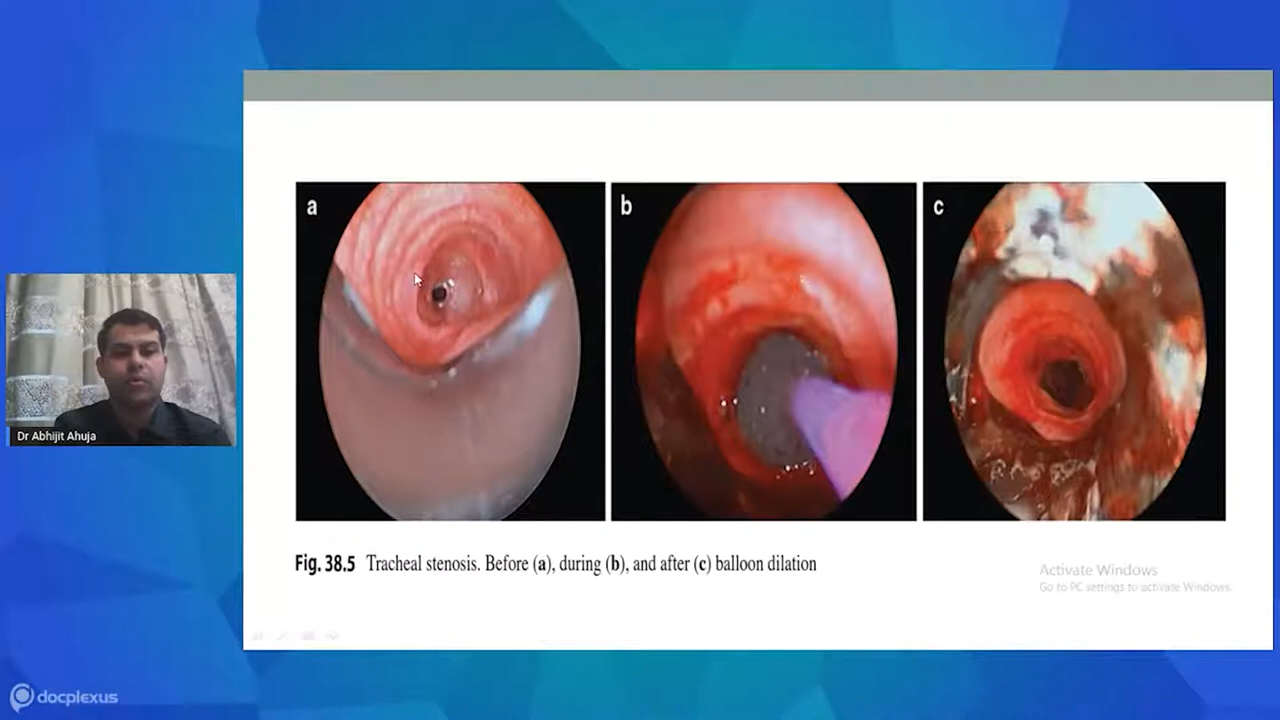 a
b
c
Dr Abhijit Ahuja
Fig. 38.5 Tracheal stenosis. Before (a), during (b), and after (c) balloon dilation
Activate Windows
Go to PC settings to activate Windows.
docplexus